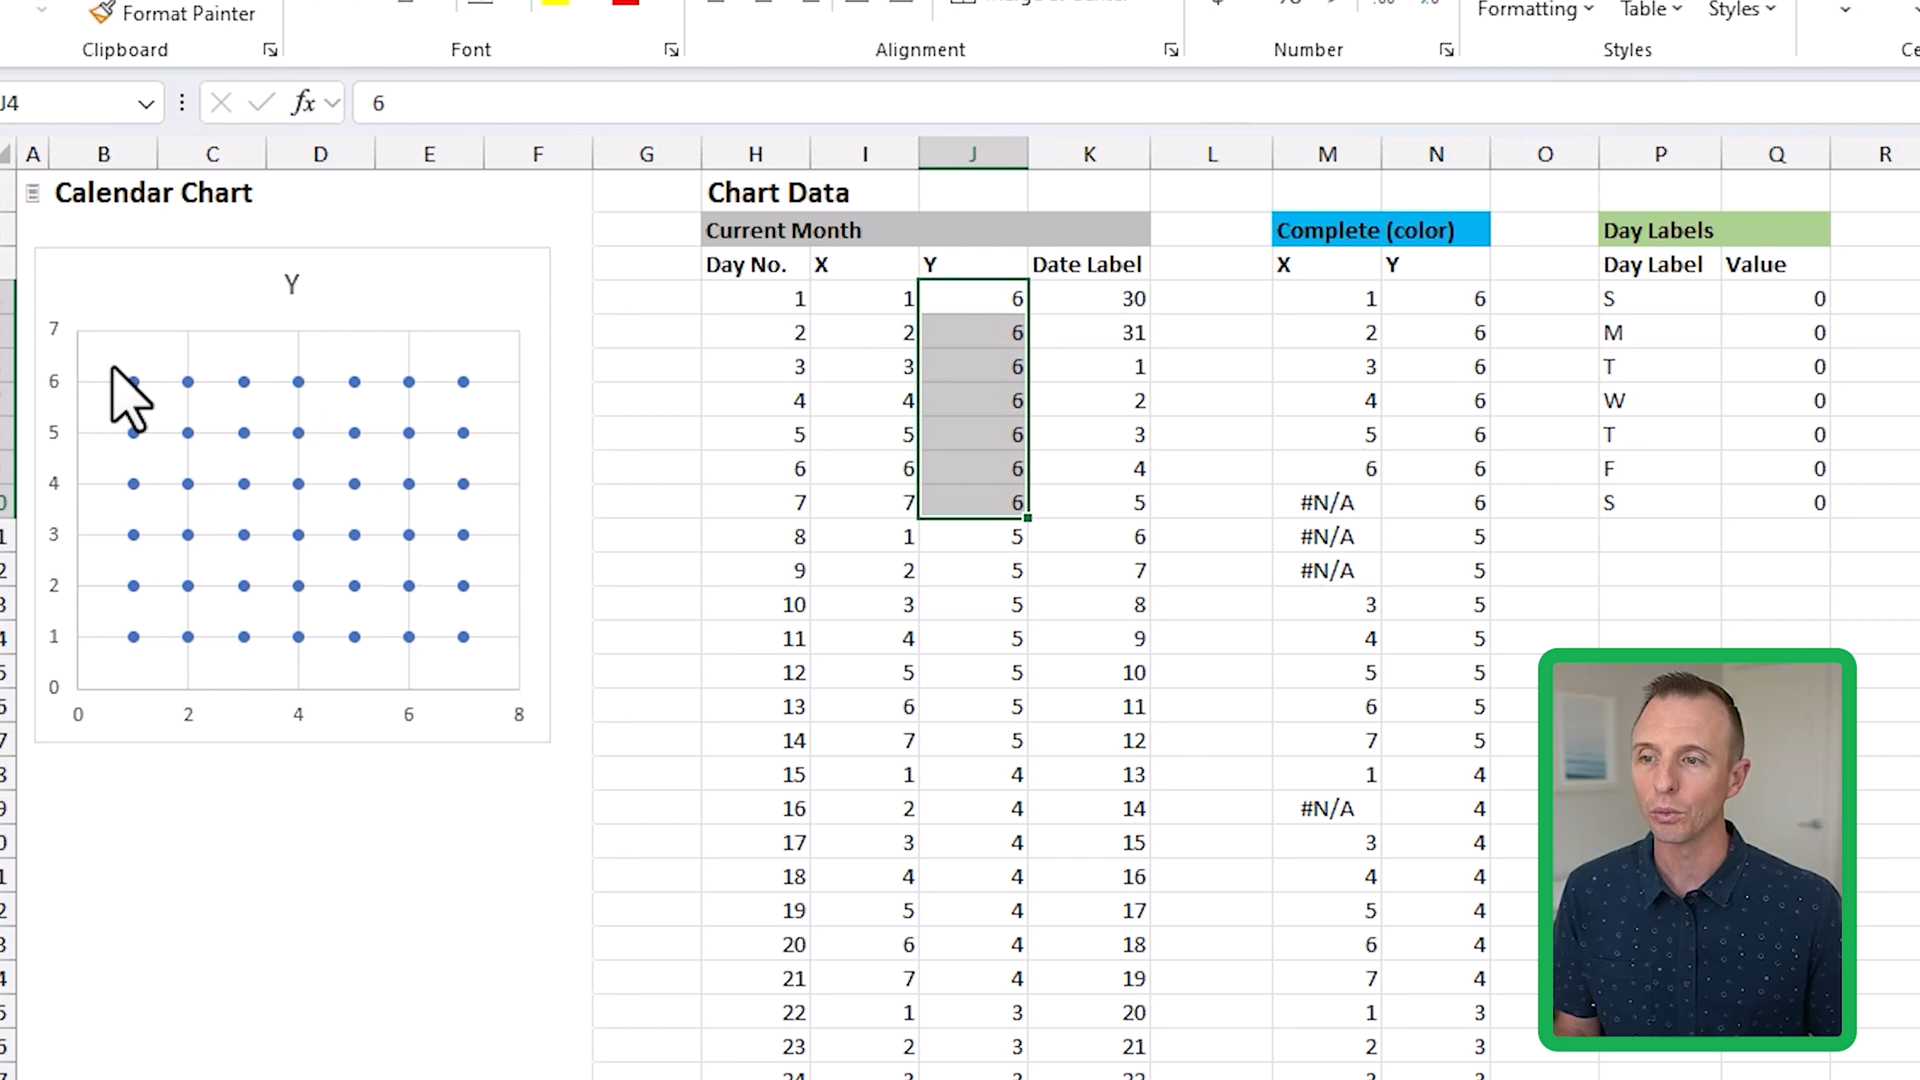 Format Painter
Formatting Table Styles
Clipboard Font Alignment Number Styles
J4 fx 6
A B C D E F G H I J K L M N O P Q R
Calendar Chart Chart Data
Current Month Complete (color) Day Labels
Day No. X Y Date Label X Y Day Label Value
Y
7
6
5
4
3
2
1
0
0 2 4 6 8
1 1 6 30 1 6 S 0
2 2 6 31 2 6 M 0
3 3 6 1 3 6 T 0
4 4 6 2 4 6 W 0
5 5 6 3 5 6 T 0
6 6 6 4 6 6 F 0
7 7 6 5 #N/A 6 S 0
8 1 5 6 #N/A 5
9 2 5 7 #N/A 5
10 3 5 8 3 5
11 4 5 9 4 5
12 5 5 10 5 5
13 6 5 11 6 5
14 7 5 12 7 5
15 1 4 13 1 4
16 2 4 14 #N/A 4
17 3 4 15 3 4
18 4 4 16 4 4
19 5 4 17 5 4
20 6 4 18 6 4
21 7 4 19 7 4
22 1 3 20 1 3
23 2 3 21 2 3